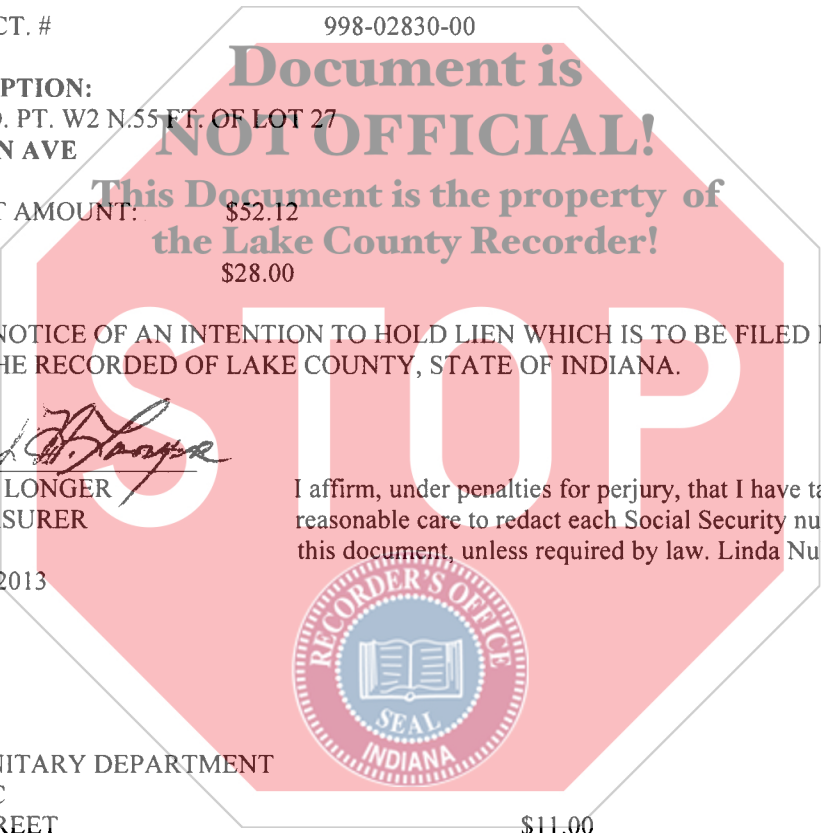 CT. # 998-02830-00
Document is
PTION:
. PT. W2 N.55 FT. OF LOT 27
NOT OFFICIAL!
N AVE
This Document is the property of
T AMOUNT: $52.12
the Lake County Recorder!
$28.00
NOTICE OF AN INTENTION TO HOLD LIEN WHICH IS TO BE FILED
HE RECORDED OF LAKE COUNTY, STATE OF INDIANA.
STOP
LONGER I affirm, under penalties for perjury, that I have ta
SURER reasonable care to redact each Social Security nu
this document, unless required by law. Linda Nu
2013
RECORDER'S OFFICE
SEAL
INDIANA
NITARY DEPARTMENT
C
REET $11.00